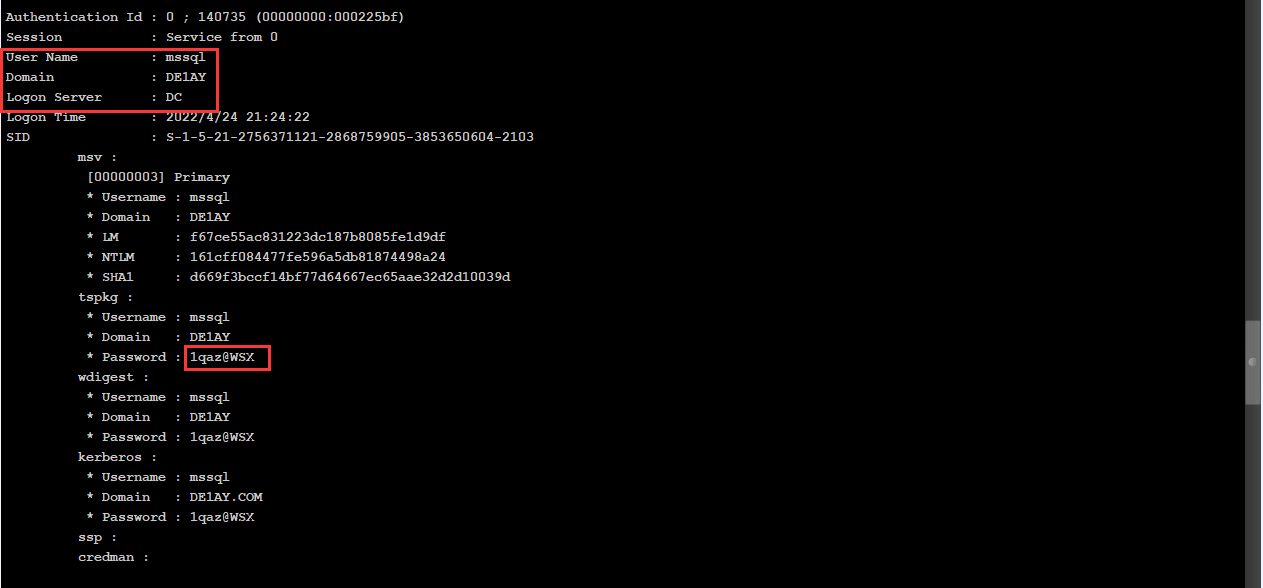 Authentication Id : 0 ; 140735 (00000000:000225bf)
Session           : Service from 0
User Name         : mssql
Domain            : DE1AY
Logon Server      : DC
Logon Time        : 2022/4/24 21:24:22
SID               : S-1-5-21-2756371121-2868759905-3853650604-2103
msv :
[00000003] Primary
* Username : mssql
* Domain   : DE1AY
* LM       : f67ce55ac831223dc187b8085fe1d9df
* NTLM     : 161cff084477fe596a5db81874498a24
* SHA1     : d669f3bccf14bf77d64667ec65aae32d2d10039d
tspkg :
* Username : mssql
* Domain   : DE1AY
* Password : 1qaz@WSX
wdigest :
* Username : mssql
* Domain   : DE1AY
* Password : 1qaz@WSX
kerberos :
* Username : mssql
* Domain   : DE1AY.COM
* Password : 1qaz@WSX
ssp :
credman :